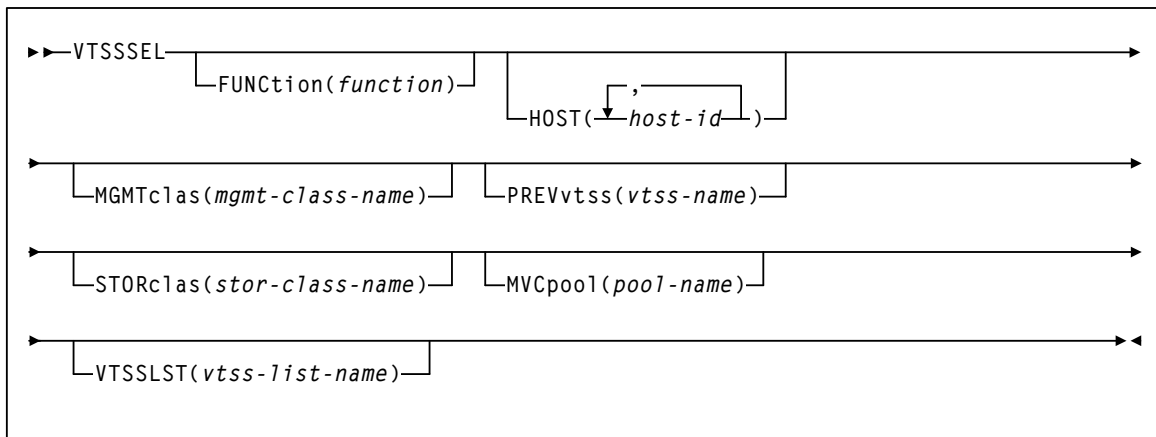 VTSSSEL
FUNCtion(function)
,
HOST( host-id )
MGMTclas(mgmt-class-name) PREVvtss(vtss-name)
STORclas(stor-class-name) MVCpool(pool-name)
VTSSLST(vtss-list-name)